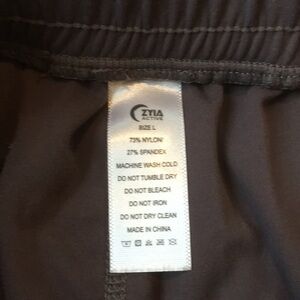 ZYIA
ACTIVE
SIZE L
73% NYLON/
27% SPANDEX
MACHINE WASH COLD
DO NOT TUMBLE DRY
DO NOT BLEACH
DO NOT IRON
DO NOT DRY CLEAN
MADE IN CHINA